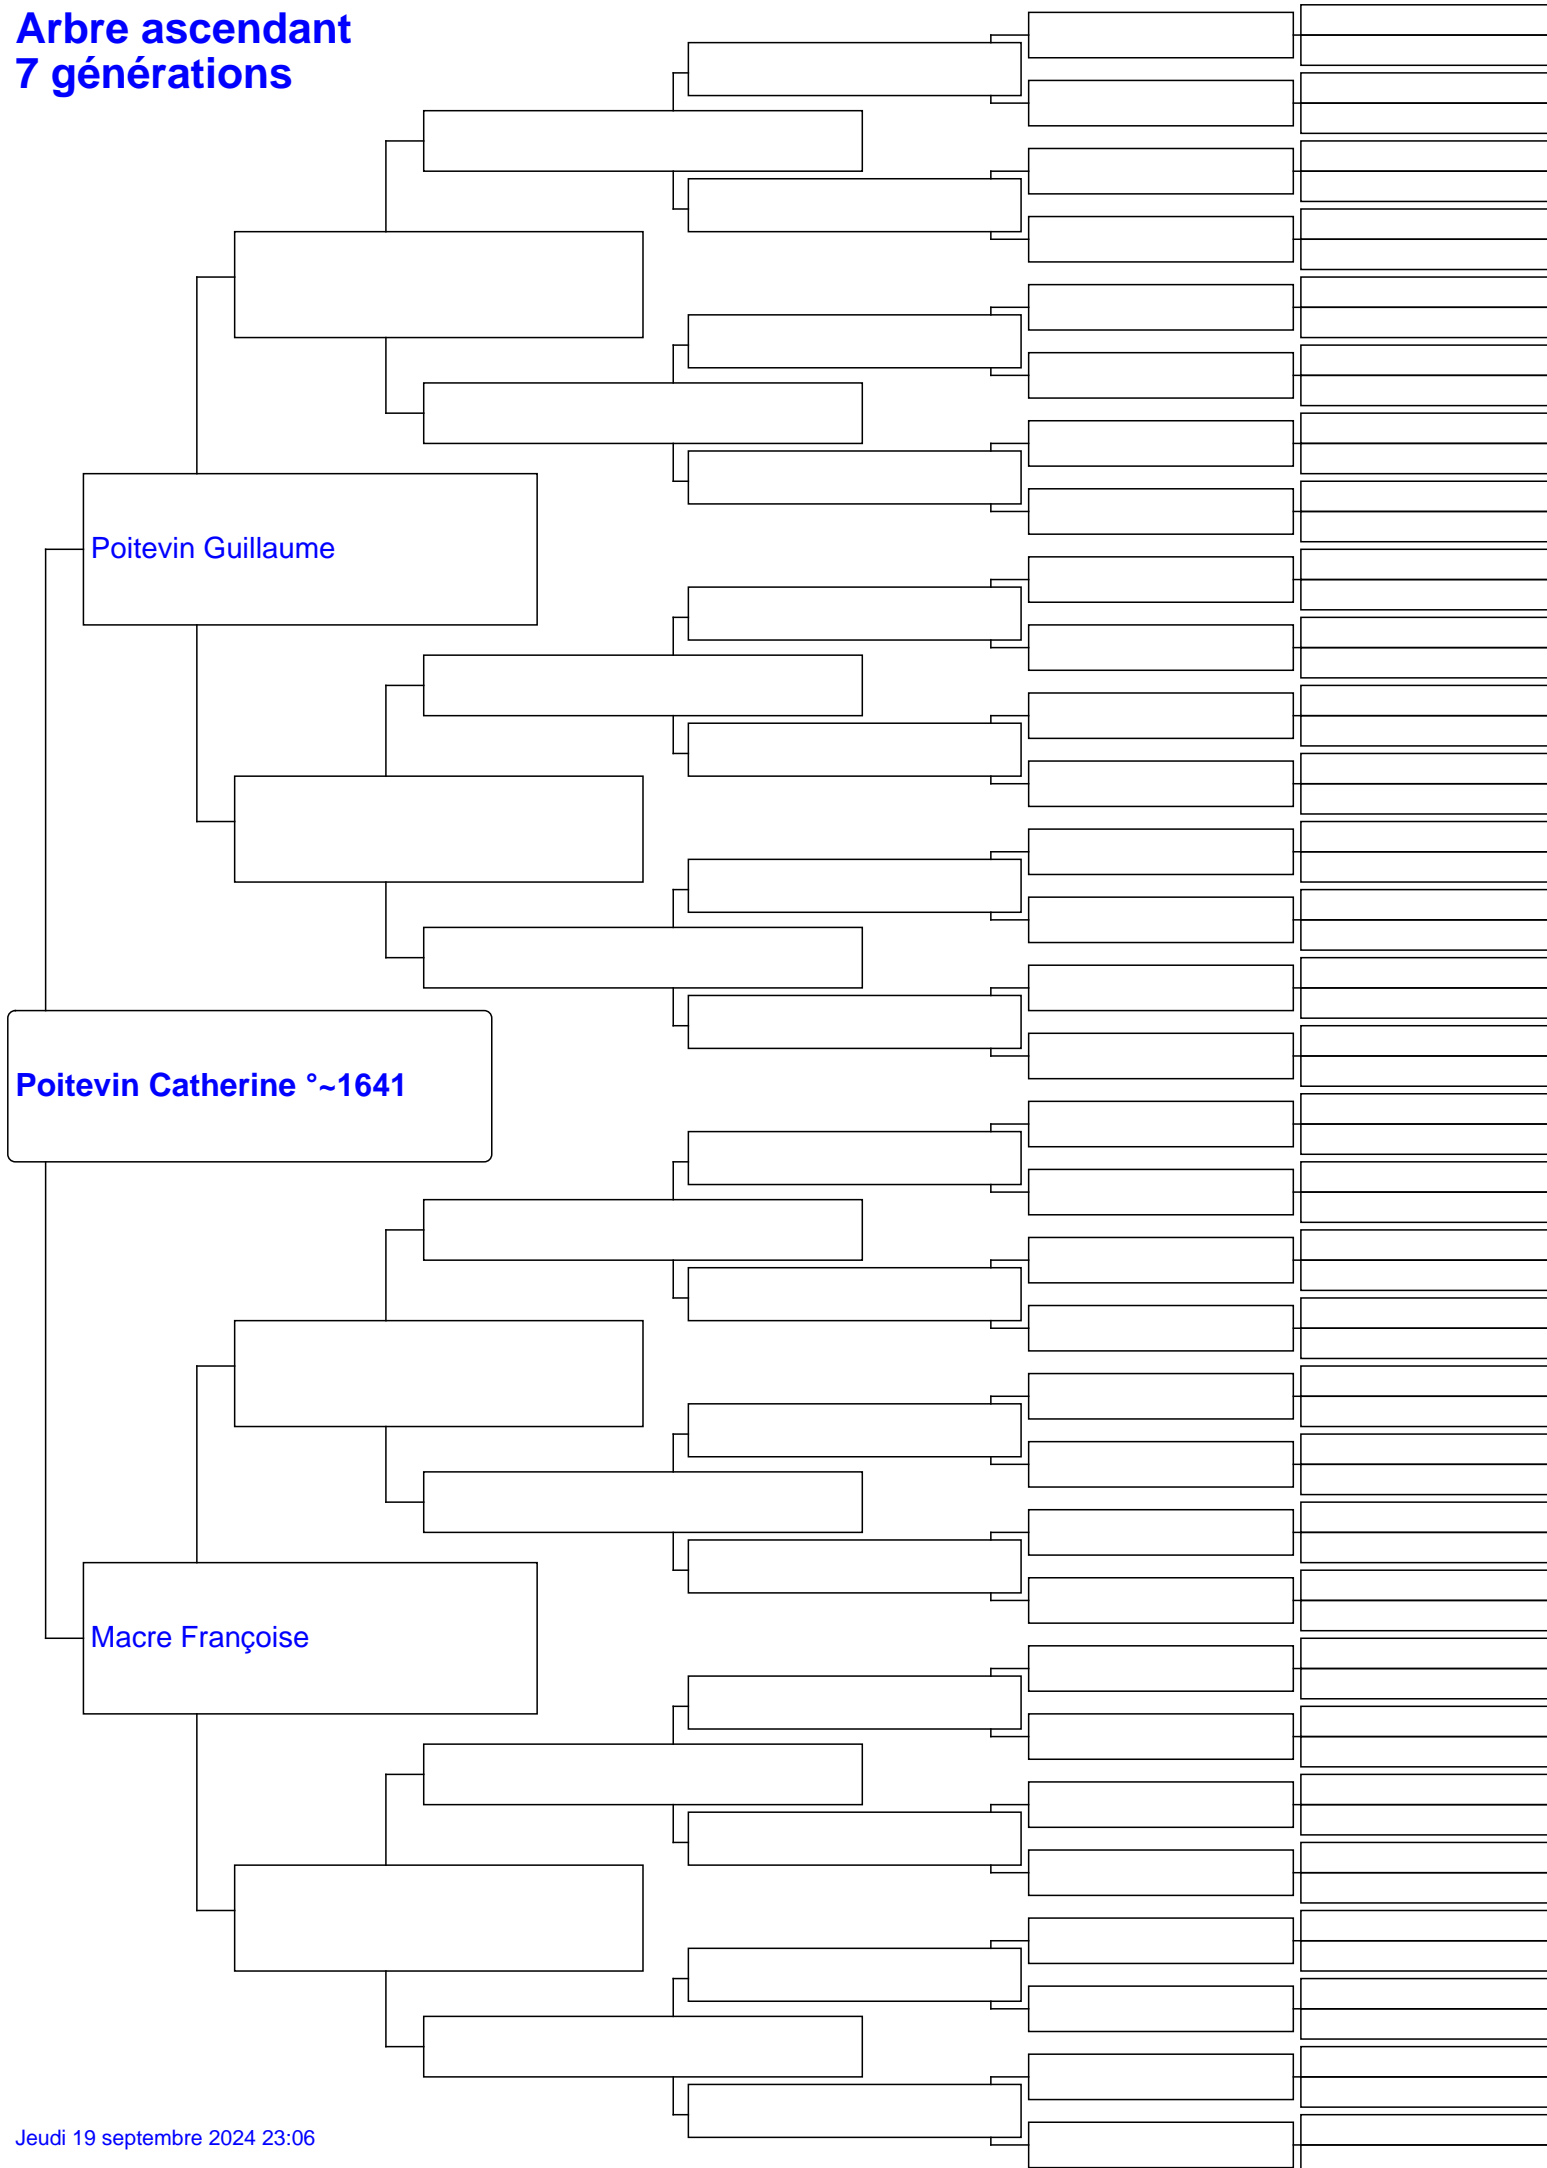 Arbre ascendant
7 générations
Poitevin Guillaume
Poitevin Catherine °~1641
Macre Françoise
Jeudi 19 septembre 2024 23:06